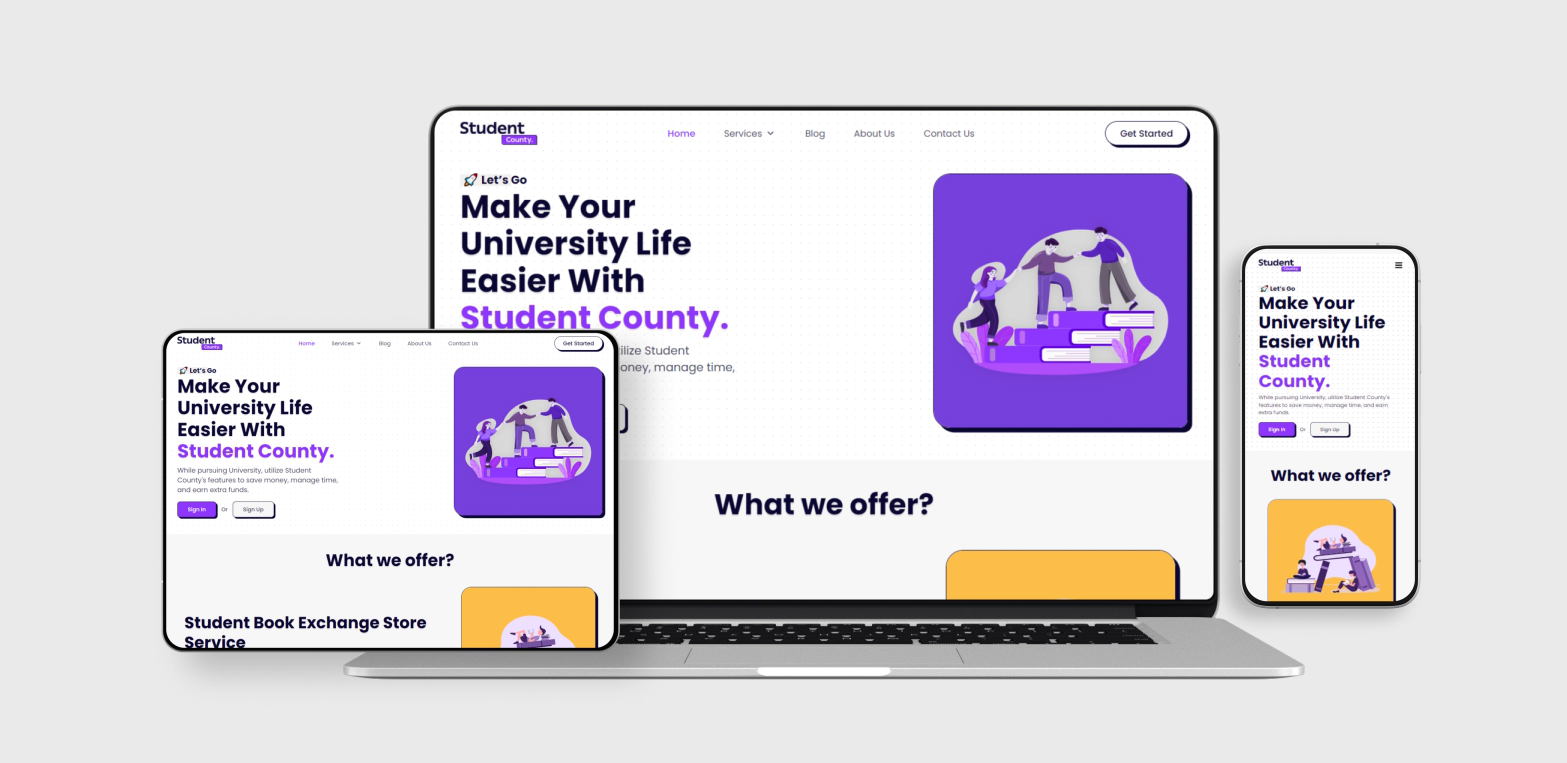 Student
County.
Home
Services
Blog
About Us
Contact Us
Get Started
Let's Go
Make Your
University Life
Easier With
Student County.
ilize Student
oney, manage time,
What we offer?
Student
County.
Home
Services
Blog
About Us
Contact Us
Get Started
Let's Go
Make Your
University Life
Easier With
Student County.
While pursuing University, utilize Student
County's features to save money, manage time,
and earn extra funds.
Sign In
Or
Sign Up
What we offer?
Student Book Exchange Store
Service
Student
County.
Let's Go
Make Your
University Life
Easier With
Student
County.
While pursuing University, utilize Student County's
features to save money, manage time, and earn
extra funds.
Sign In
Or
Sign Up
What we offer?